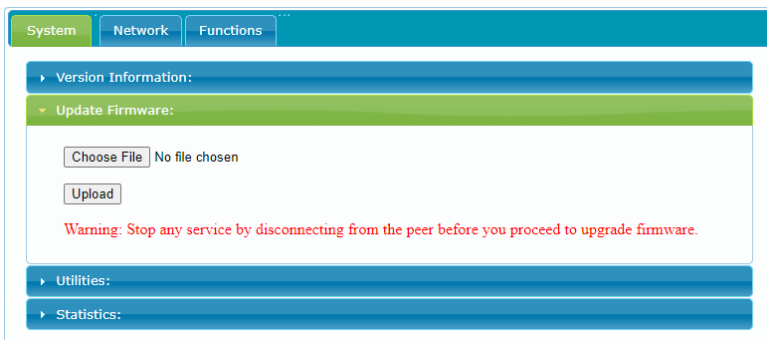 System Network Functions
Version Information:
Update Firmware:
Choose File No file chosen
Upload
Warning: Stop any service by disconnecting from the peer before you proceed to upgrade firmware.
Utilities:
Statistics: